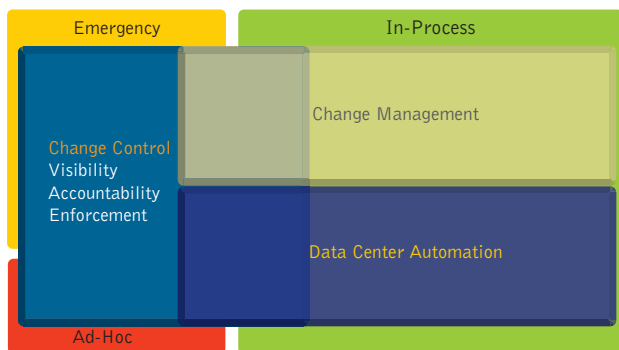 Emergency
In-Process
Change Management
Change Control
Visibility
Accountability
Enforcement
Data Center Automation
Ad-Hoc